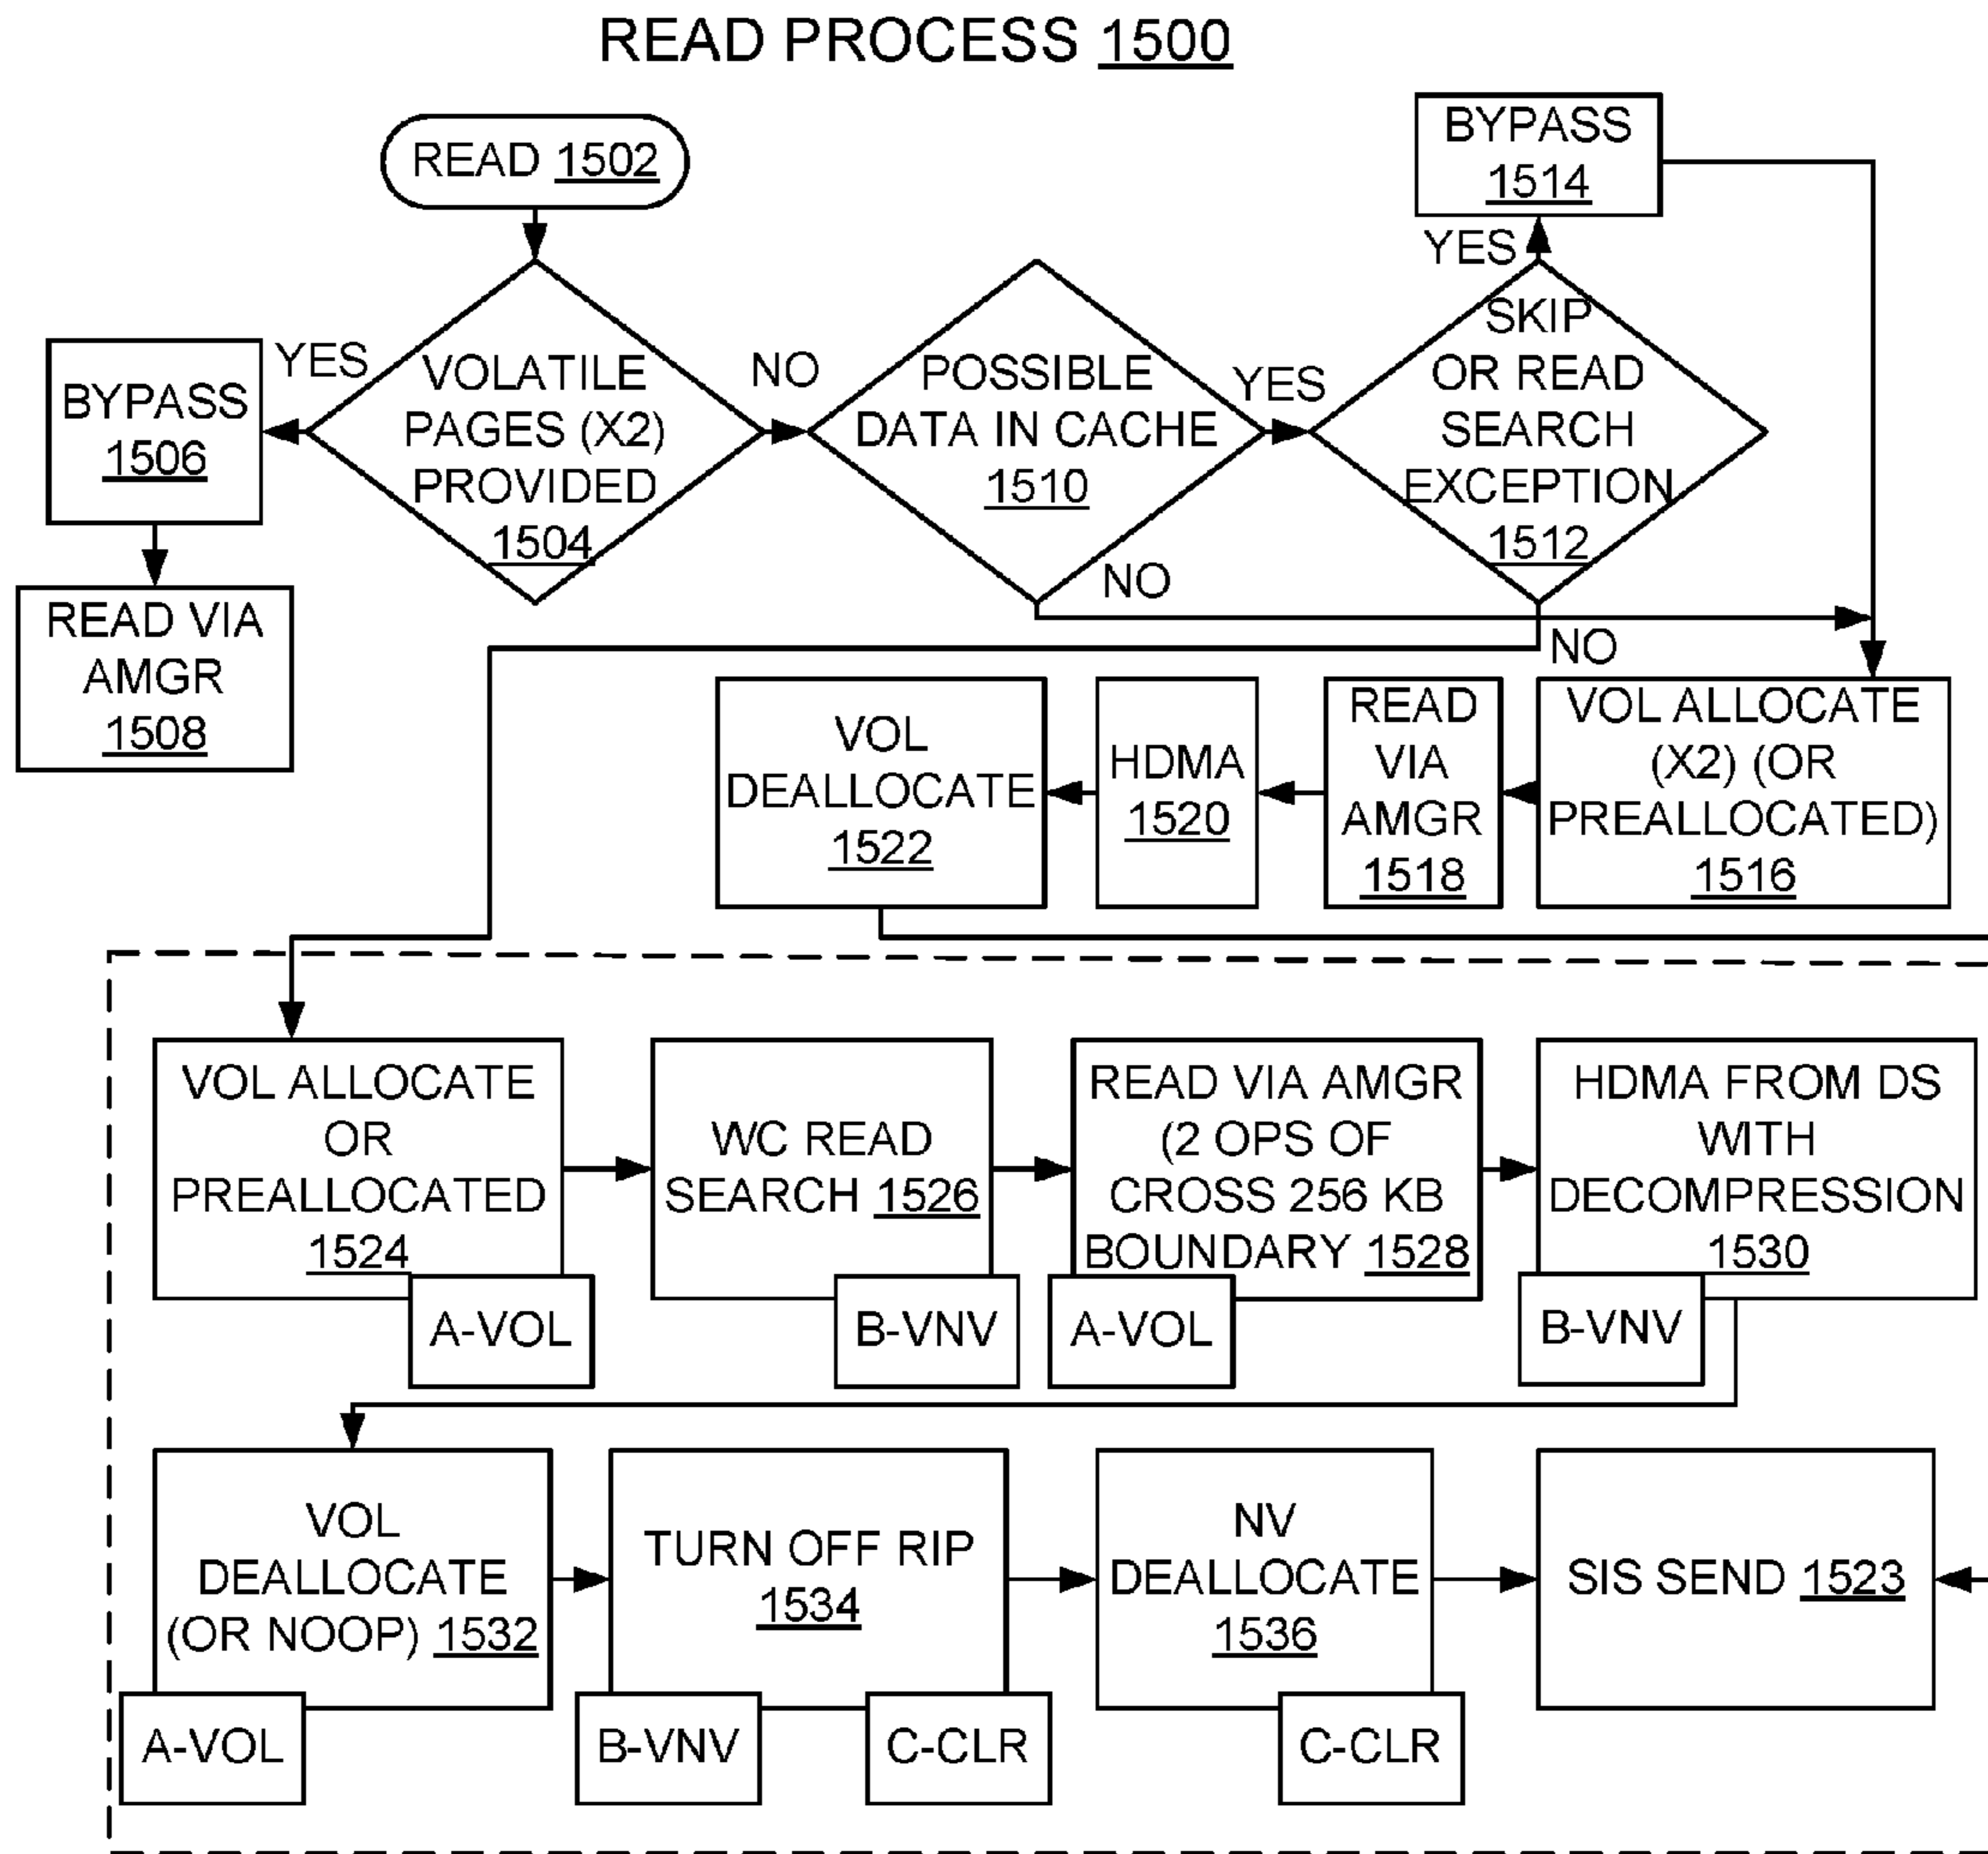 READ PROCESS 1500
READ 1502
BYPASS
1514
YES
SKIP
OR READ
SEARCH
EXCEPTION
1512
YES
VOLATILE
PAGES (X2)
PROVIDED
1504
NO
POSSIBLE
DATA IN CACHE
1510
YES
BYPASS
1506
READ VIA
AMGR
1508
NO
NO
VOL
DEALLOCATE
1522
HDMA
1520
READ
VIA
AMGR
1518
VOL ALLOCATE
(X2) (OR
PREALLOCATED)
1516
VOL ALLOCATE
OR
PREALLOCATED
1524
A-VOL
WC READ
SEARCH 1526
B-VNV
READ VIA AMGR
(2 OPS OF
CROSS 256 KB
BOUNDARY 1528
A-VOL
HDMA FROM DS
WITH
DECOMPRESSION
1530
B-VNV
VOL
DEALLOCATE
(OR NOOP) 1532
A-VOL
TURN OFF RIP
1534
B-VNV
C-CLR
NV
DEALLOCATE
1536
C-CLR
SIS SEND 1523